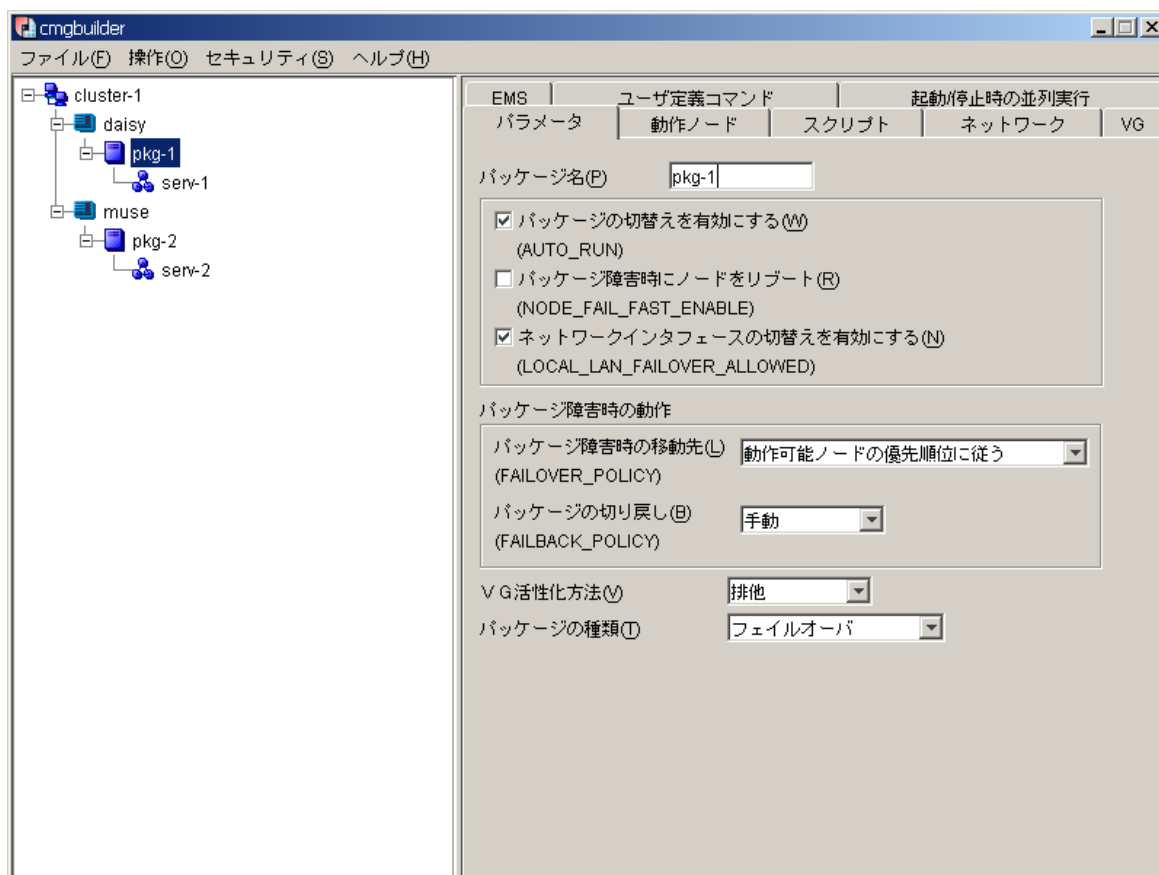 cmgbuilder
ファイル(F) 操作(O) セキュリティ(S) ヘルプ(H)
cluster-1
daisy
pkg-1
serv-1
muse
pkg-2
serv-2
EMS ユーザ定義コマンド 起動/停止時の並列実行
パラメータ 動作ノード スクリプト ネットワーク VG
パッケージ名(P) pkg-1
パッケージの切替えを有効にする(W)
(AUTO_RUN)
パッケージ障害時にノードをリブート(R)
(NODE_FAIL_FAST_ENABLE)
ネットワークインタフェースの切替えを有効にする(N)
(LOCAL_LAN_FAILOVER_ALLOWED)
パッケージ障害時の動作
パッケージ障害時の移動先(L) 動作可能ノードの優先順位に従う
(FAILOVER_POLICY)
パッケージの切り戻し(B) 手動
(FAILBACK_POLICY)
ＶＧ活性化方法(V) 排他
パッケージの種類(T) フェイルオーバ